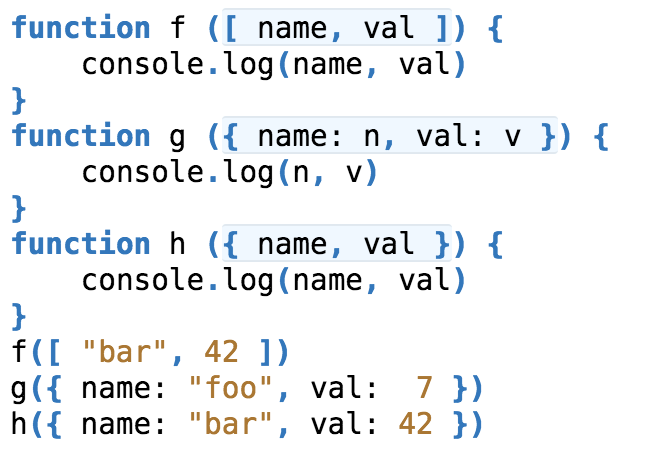 function f ([ name, val ]) {
    console.log(name, val)
}
function g ({ name: n, val: v }) {
    console.log(n, v)
}
function h ({ name, val }) {
    console.log(name, val)
}
f([ "bar", 42 ])
g({ name: "foo", val:  7 })
h({ name: "bar", val: 42 })